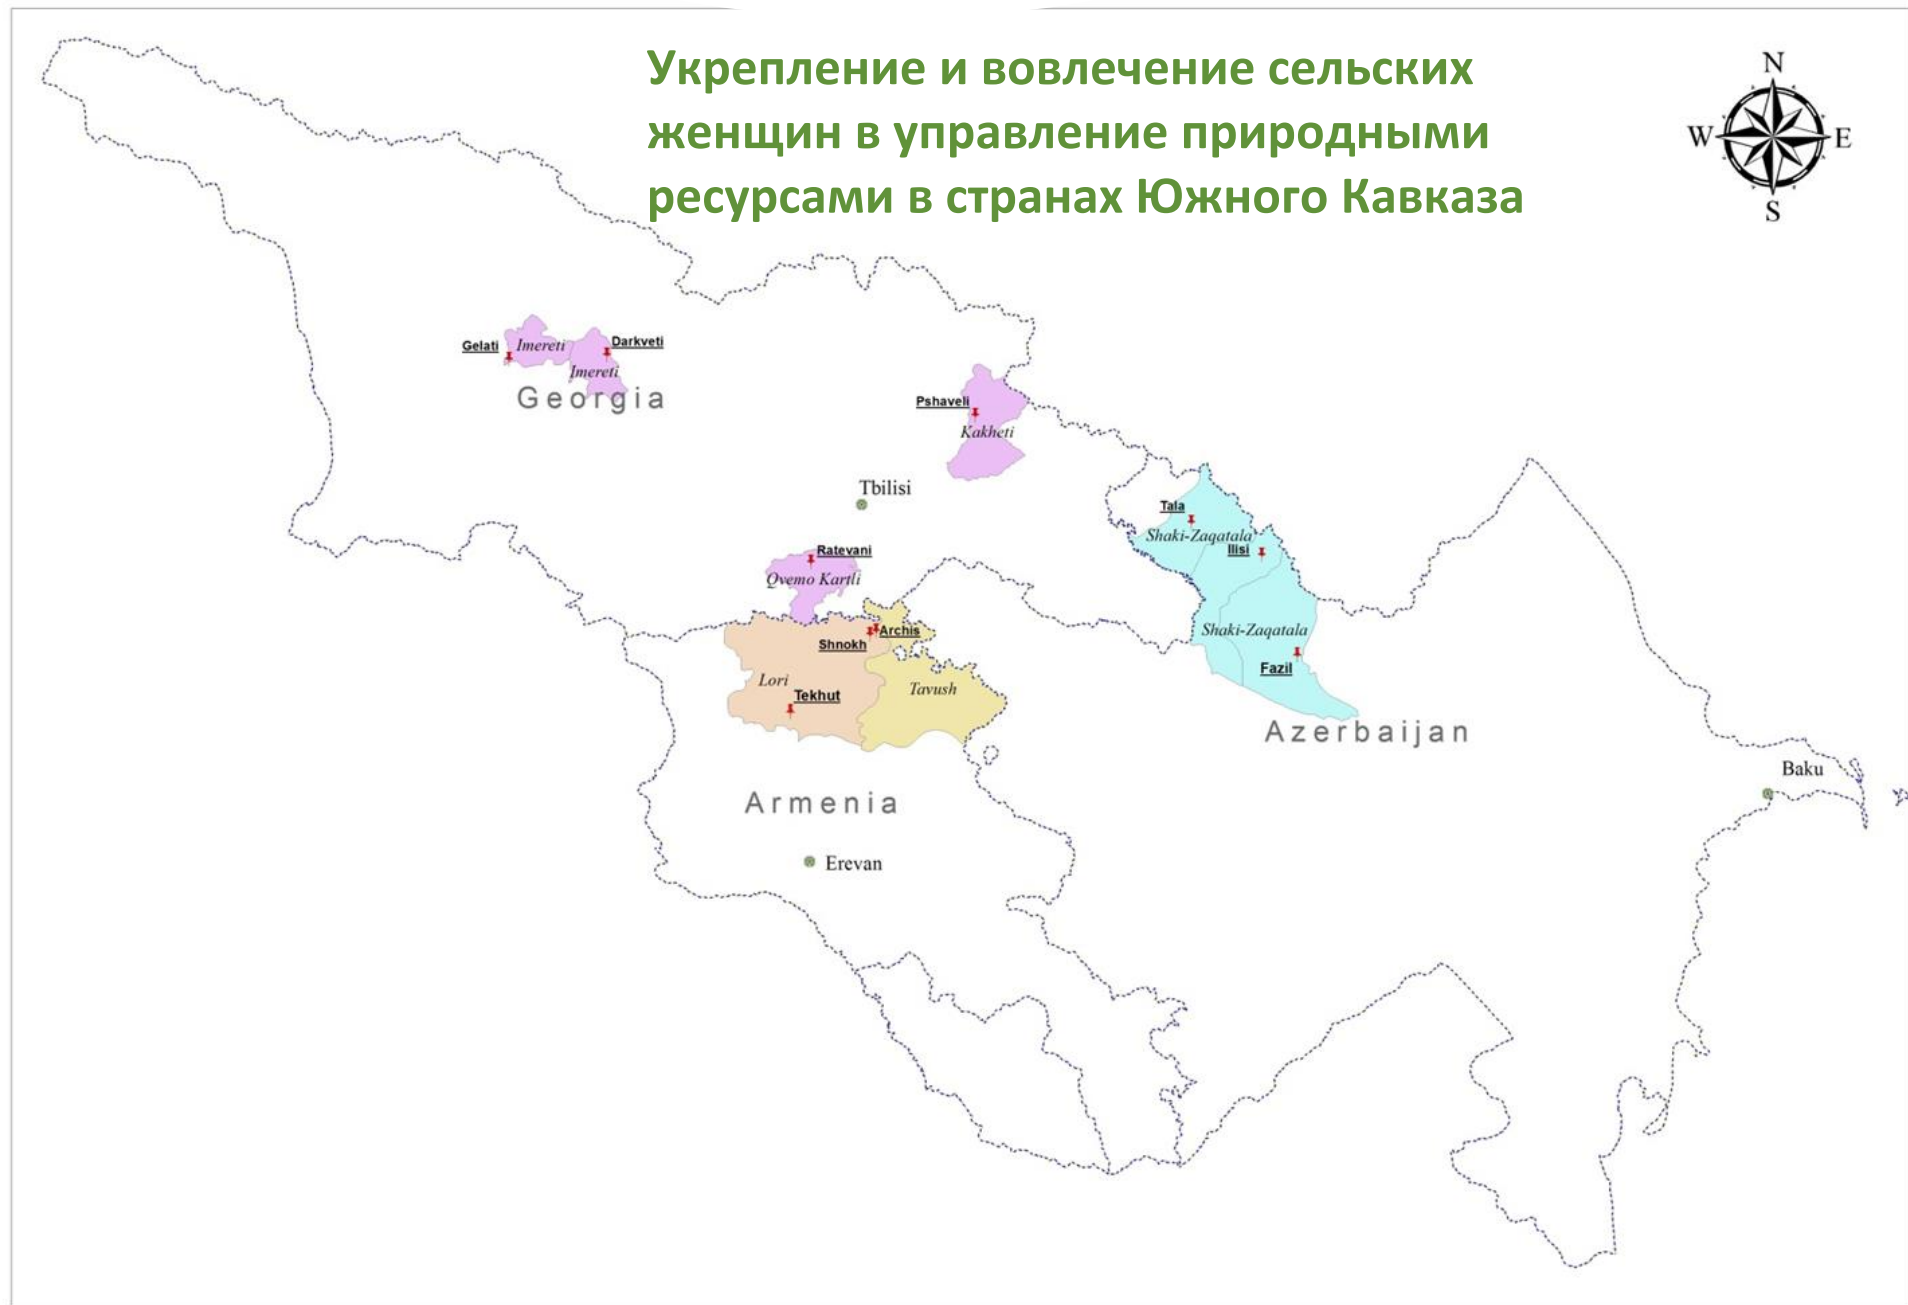 Укрепление и вовлечение сельских
женщин в управление природными
ресурсами в странах Южного Кавказа
N
W
E
S
Gelati
Imereti
Darkveti
Imereti
Georgia
Pshaveli
Kakheti
Tbilisi
Tala
Shaki-Zaqatala
Ilisi
Ratevani
Qvemo Kartli
Archis
Shnokh
Shaki-Zaqatala
Fazil
Lori
Tekhut
Tavush
Azerbaijan
Baku
Armenia
Erevan